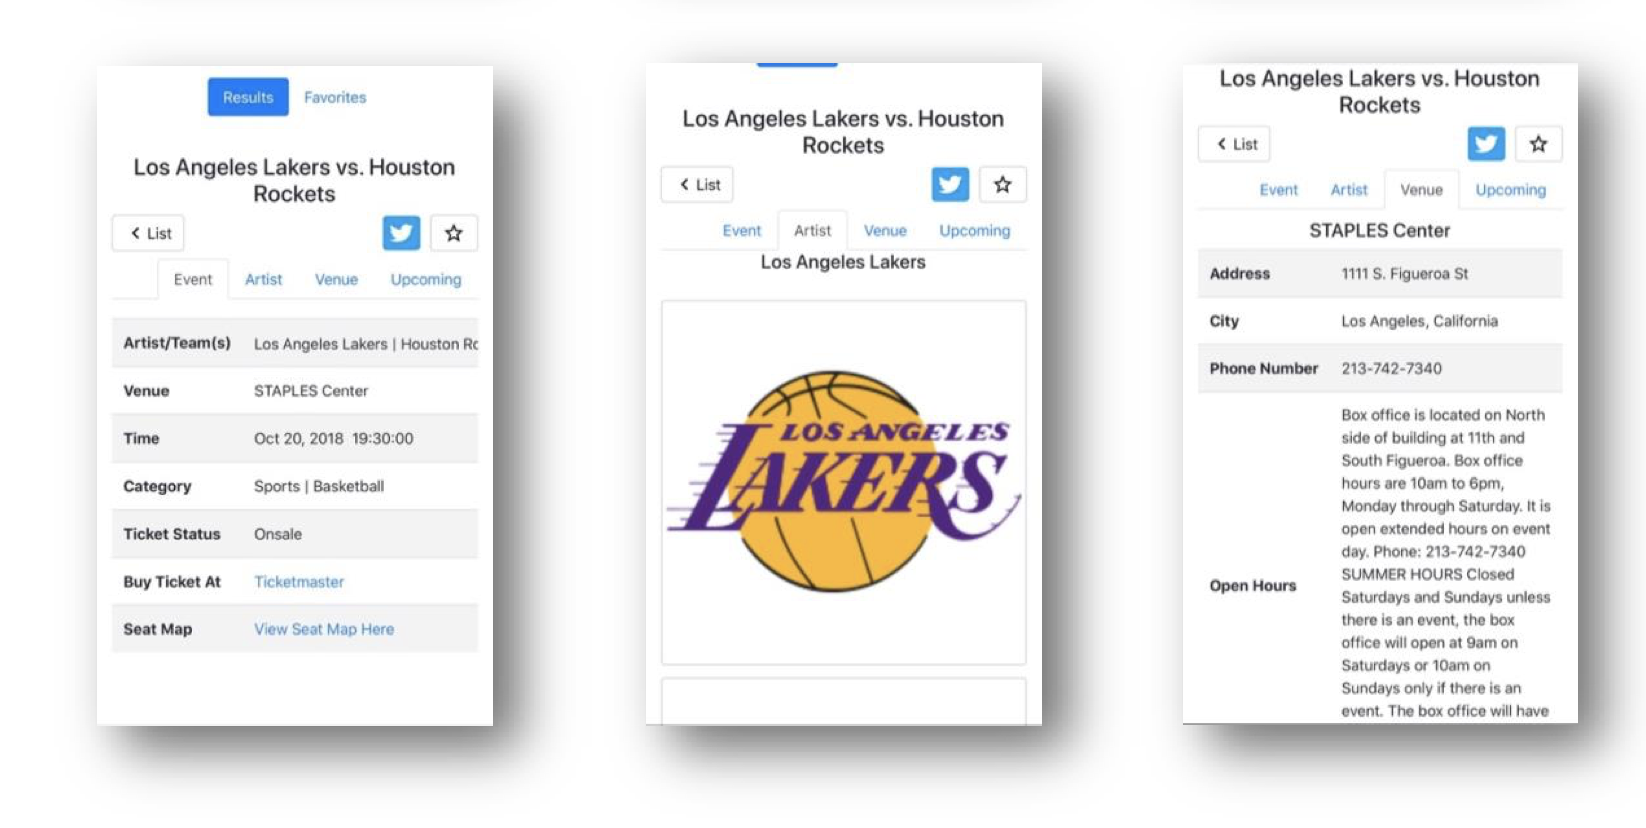 Results Favorites
Los Angeles Lakers vs. Houston
Rockets
List
Event Artist Venue Upcoming
Artist/Team(s) Los Angeles Lakers | Houston Rc
Venue STAPLES Center
Time Oct 20, 2018 19:30:00
Category Sports | Basketball
Ticket Status Onsale
Buy Ticket At Ticketmaster
Seat Map View Seat Map Here
Los Angeles Lakers vs. Houston
Rockets
List
Event Artist Venue Upcoming
Los Angeles Lakers
LOS ANGELES
LAKERS
Los Angeles Lakers vs. Houston
Rockets
List
Event Artist Venue Upcoming
STAPLES Center
Address 1111 S. Figueroa St
City Los Angeles, California
Phone Number 213-742-7340
Box office is located on North
side of building at 11th and
South Figueroa. Box office
hours are 10am to 6pm,
Monday through Saturday. It is
open extended hours on event
day. Phone: 213-742-7340
SUMMER HOURS Closed
Open Hours Saturdays and Sundays unless
there is an event, the box
office will open at 9am on
Saturdays or 10am on
Sundays only if there is an
event. The box office will have